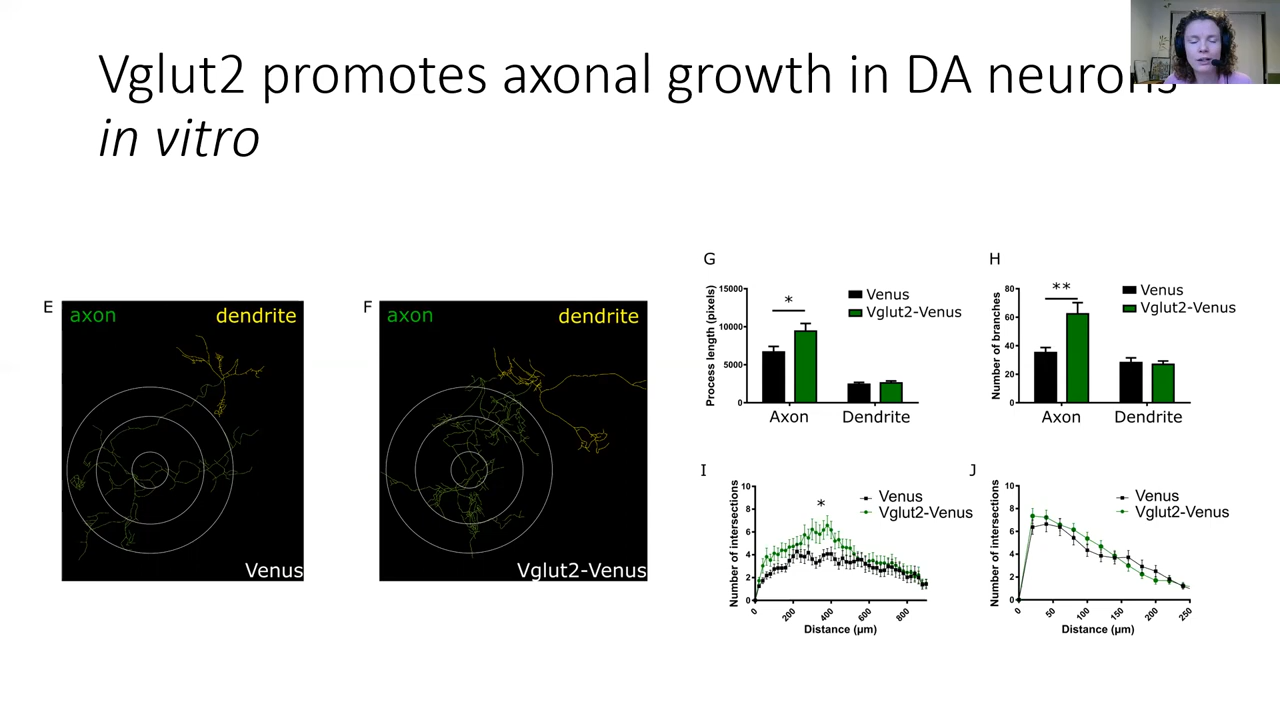 Vglut2 promotes axonal growth in DA neurons
in vitro
E
axon
dendrite
Venus
F
axon
dendrite
Vglut2-Venus
G
Process length (pixels)
15000
10000
5000
0
*
Venus
Vglut2-Venus
Axon
Dendrite
H
Number of branches
80
60
40
20
0
**
Venus
Vglut2-Venus
Axon
Dendrite
I
Number of intersections
10
8
6
4
2
0
*
Venus
Vglut2-Venus
0
200
400
600
800
Distance (µm)
J
Number of intersections
10
8
6
4
2
0
Venus
Vglut2-Venus
0
50
100
150
200
250
Distance (µm)